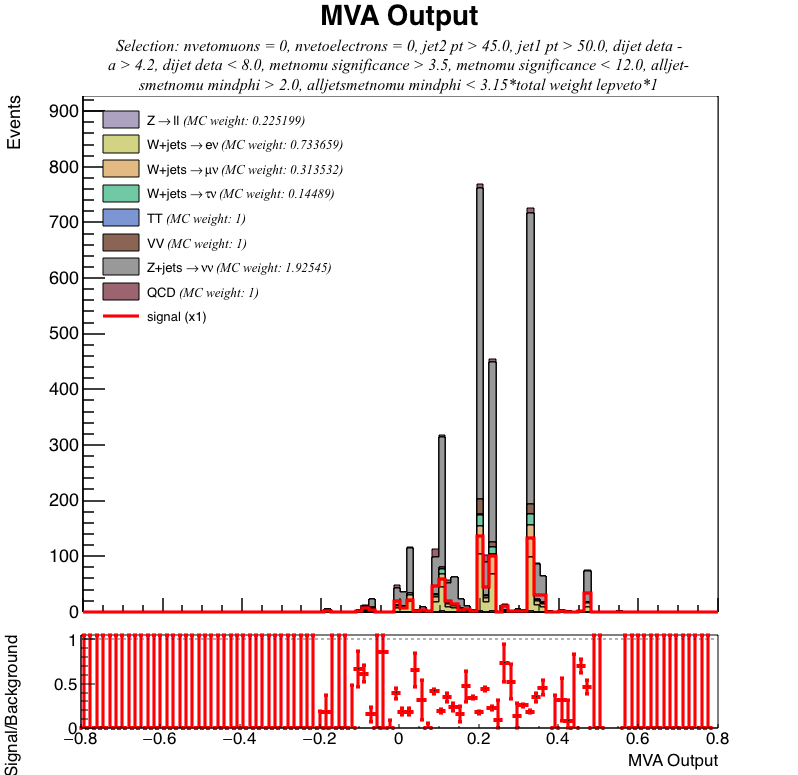 MVA Output
Selection: nvetomuons = 0, nvetoelectrons = 0, jet2 pt > 45.0, jet1 pt > 50.0, dijet deta -
a > 4.2, dijet deta < 8.0, metnomu significance > 3.5, metnomu significance < 12.0, alljet-
smetnomu mindphi > 2.0, alljetsmetnomu mindphi < 3.15*total weight lepveto*1
Events
900
800
700
600
500
400
300
200
100
0
Z→ll (MC weight: 0.225199)
W+jets→eν (MC weight: 0.733659)
W+jets→μν (MC weight: 0.313532)
W+jets→τν (MC weight: 0.14489)
TT (MC weight: 1)
VV (MC weight: 1)
Z+jets→νν (MC weight: 1.92545)
QCD (MC weight: 1)
signal (x1)
Signal/Background
1
0.5
0
−0.8 −0.6 −0.4 −0.2 0 0.2 0.4 0.6 0.8
MVA Output